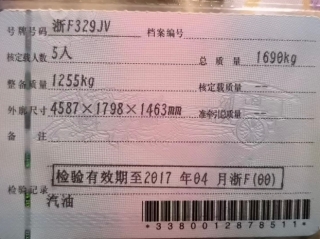 号牌号码 浙F329JV 档案编号
核定载人数 5人 总质量 1690kg
整备质量 1255kg 核定载质量 --
外廓尺寸 4587×1798×1463mm 准牵引总质量 --
备注
检验有效期至2017 年04 月浙F(00)
检验记录
汽油
*3380012878511*